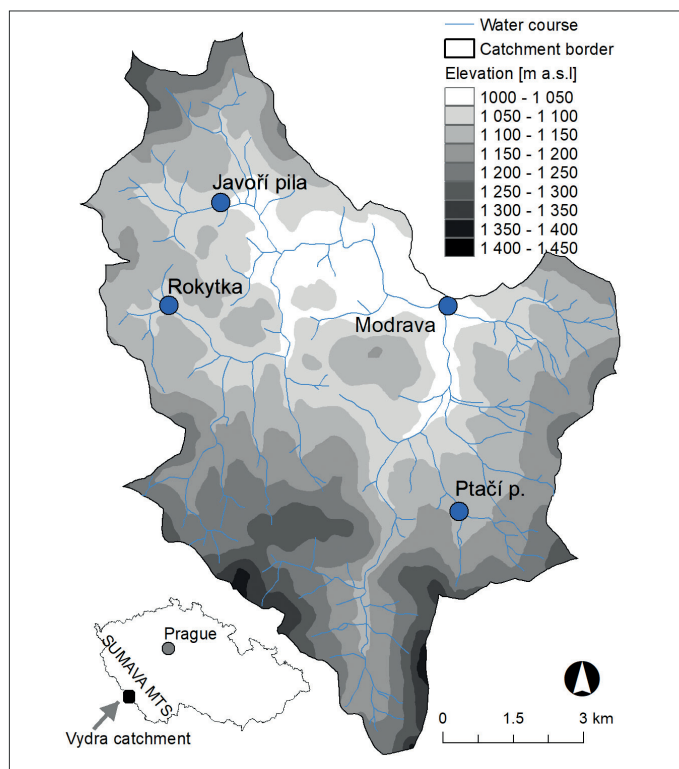 Water course
Catchment border
Elevation [m a.s.l]
1000 - 1 050
1 050 - 1 100
1 100 - 1 150
1 150 - 1 200
1 200 - 1 250
1 250 - 1 300
1 300 - 1 350
1 350 - 1 400
1 400 - 1 450
Javoří pila
Rokytka
Modrava
Ptačí p.
Prague
SUMAVA MTS.
Vydra catchment
0 1.5 3 km